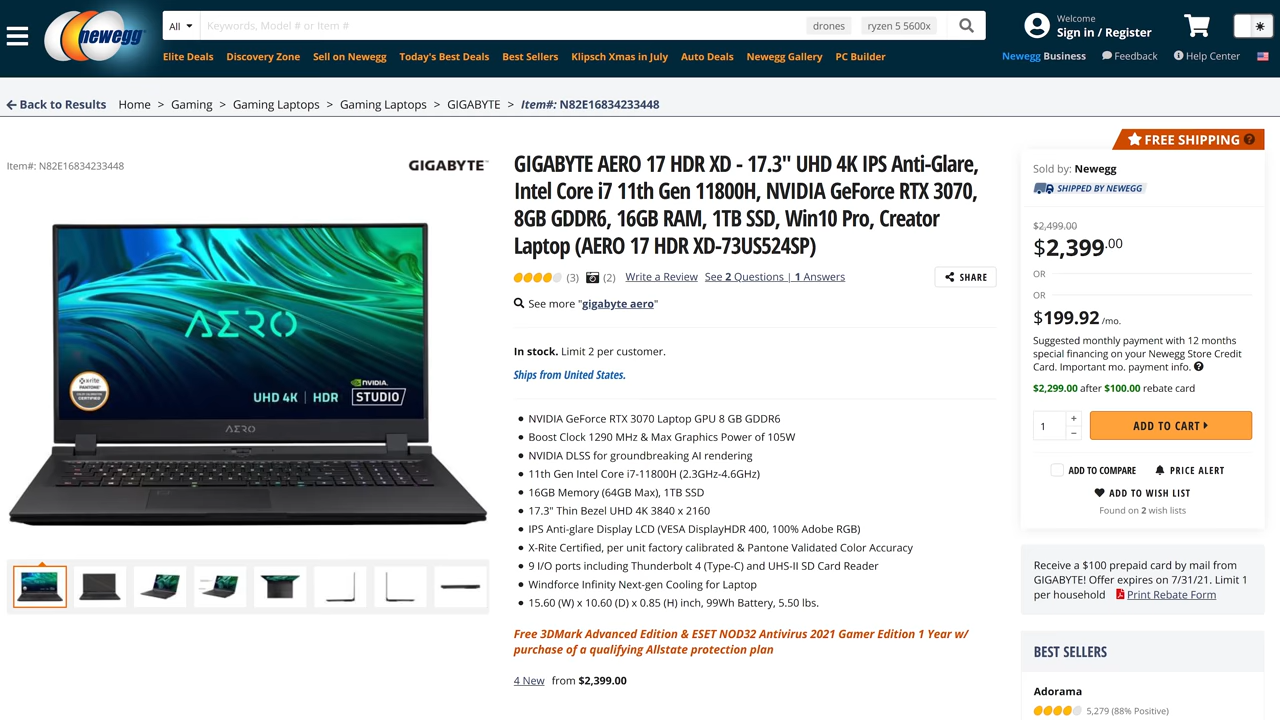 newegg
All
Keywords, Model # or Item #
drones
ryzen 5 5600x
Welcome
Sign in / Register
Elite Deals
Discovery Zone
Sell on Newegg
Today's Best Deals
Best Sellers
Klipsch Xmas in July
Auto Deals
Newegg Gallery
PC Builder
Newegg Business
Feedback
Help Center
Back to Results
Home > Gaming > Gaming Laptops > Gaming Laptops > GIGABYTE > Item#: N82E16834233448
Item#: N82E16834233448
GIGABYTE™
AERO
x·rite
PANTONE
CERTIFIED
UHD 4K | HDR
NVIDIA.
STUDIO
AERO
GIGABYTE AERO 17 HDR XD - 17.3" UHD 4K IPS Anti-Glare,
Intel Core i7 11th Gen 11800H, NVIDIA GeForce RTX 3070,
8GB GDDR6, 16GB RAM, 1TB SSD, Win10 Pro, Creator
Laptop (AERO 17 HDR XD-73US524SP)
(3) (2) Write a Review See 2 Questions | 1 Answers
SHARE
See more "gigabyte aero"
In stock. Limit 2 per customer.
Ships from United States.
NVIDIA GeForce RTX 3070 Laptop GPU 8 GB GDDR6
Boost Clock 1290 MHz & Max Graphics Power of 105W
NVIDIA DLSS for groundbreaking AI rendering
11th Gen Intel Core i7-11800H (2.3GHz-4.6GHz)
16GB Memory (64GB Max), 1TB SSD
17.3" Thin Bezel UHD 4K 3840 x 2160
IPS Anti-glare Display LCD (VESA DisplayHDR 400, 100% Adobe RGB)
X-Rite Certified, per unit factory calibrated & Pantone Validated Color Accuracy
9 I/O ports including Thunderbolt 4 (Type-C) and UHS-II SD Card Reader
Windforce Infinity Next-gen Cooling for Laptop
15.60 (W) x 10.60 (D) x 0.85 (H) inch, 99Wh Battery, 5.50 lbs.
Free 3DMark Advanced Edition & ESET NOD32 Antivirus 2021 Gamer Edition 1 Year w/
purchase of a qualifying Allstate protection plan
4 New from $2,399.00
FREE SHIPPING
Sold by: Newegg
SHIPPED BY NEWEGG
$2,499.00
$2,399.00
OR
OR
$199.92 /mo.
Suggested monthly payment with 12 months
special financing on your Newegg Store Credit
Card. Important mo. payment info.
$2,299.00 after $100.00 rebate card
1
+
−
ADD TO CART
ADD TO COMPARE
PRICE ALERT
ADD TO WISH LIST
Found on 2 wish lists
Receive a $100 prepaid card by mail from
GIGABYTE! Offer expires on 7/31/21. Limit 1
per household Print Rebate Form
BEST SELLERS
Adorama
5,279 (88% Positive)